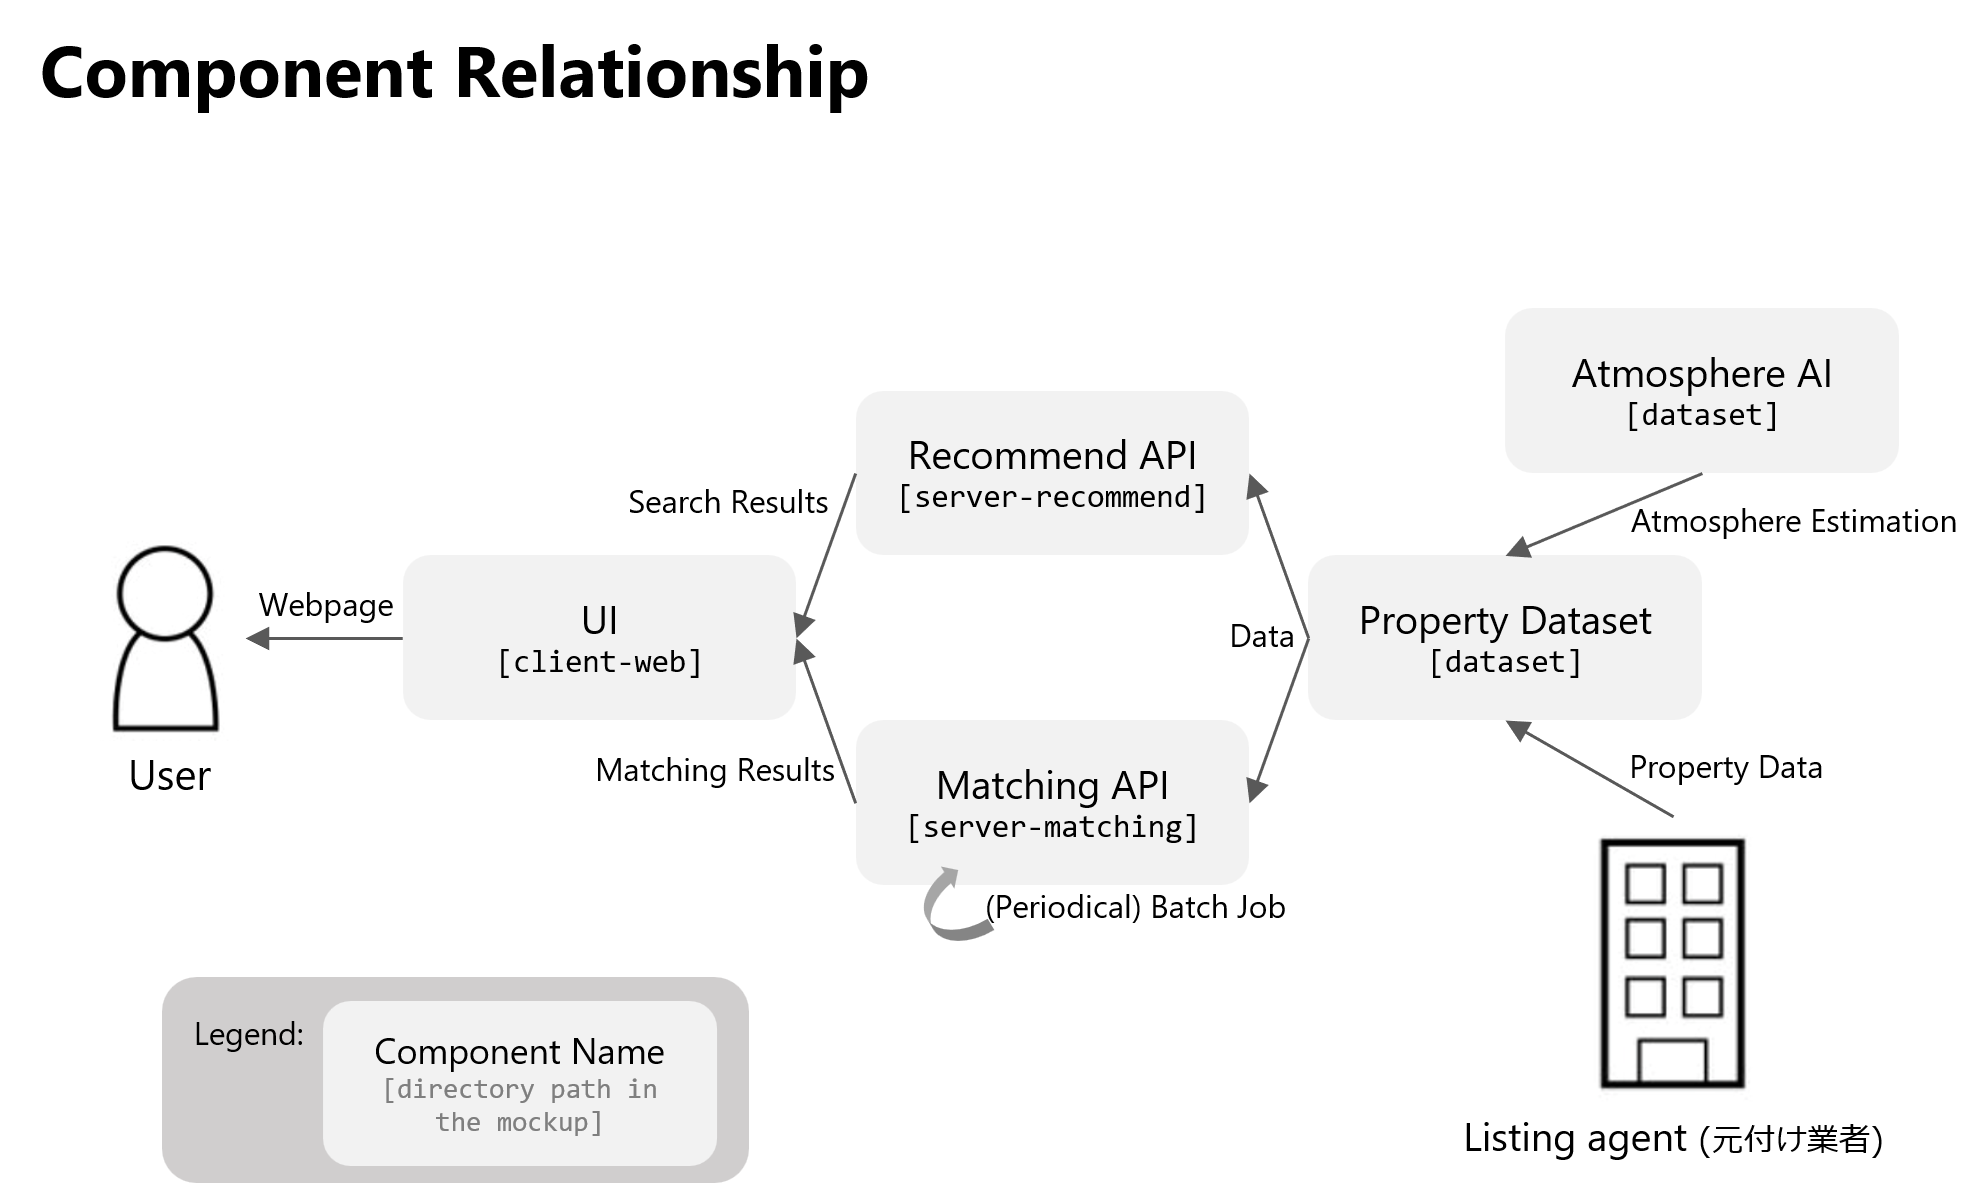 Component Relationship
Atmosphere AI
[dataset]
Recommend API
[server-recommend]
Search Results
Atmosphere Estimation
Webpage
UI
[client-web]
Data
Property Dataset
[dataset]
User
Matching Results
Matching API
[server-matching]
Property Data
(Periodical) Batch Job
Legend:
Component Name
[directory path in
the mockup]
Listing agent (元付け業者)